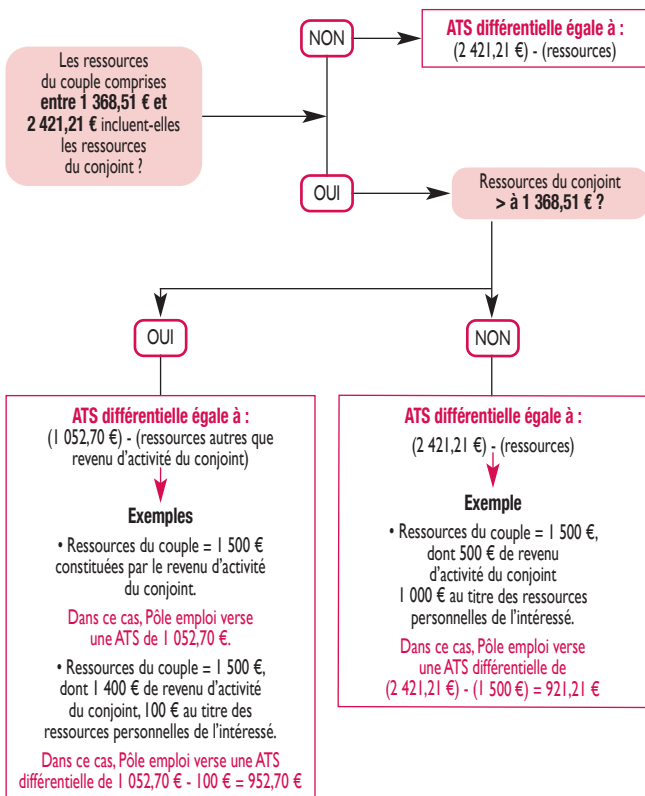 NON
ATS différentielle égale à :
(2 421,21 €) - (ressources)
Les ressources
du couple comprises
entre 1 368,51 € et
2 421,21 € incluent-elles
les ressources
du conjoint ?
OUI
Ressources du conjoint
> à 1 368,51 € ?
OUI
NON
ATS différentielle égale à :
(1 052,70 €) - (ressources autres que
revenu d'activité du conjoint)
Exemples
• Ressources du couple = 1 500 €
constituées par le revenu d'activité
du conjoint.
Dans ce cas, Pôle emploi verse
une ATS de 1 052,70 €.
• Ressources du couple = 1 500 €,
dont 1 400 € de revenu d'activité
du conjoint, 100 € au titre des
ressources personnelles de l'intéressé.
Dans ce cas, Pôle emploi verse une ATS
différentielle de 1 052,70 € - 100 € = 952,70 €
ATS différentielle égale à :
(2 421,21 €) - (ressources)
Exemple
• Ressources du couple = 1 500 €,
dont 500 € de revenu
d'activité du conjoint
1 000 € au titre des ressources
personnelles de l'intéressé.
Dans ce cas, Pôle emploi verse
une ATS différentielle de
(2 421,21 €) - (1 500 €) = 921,21 €